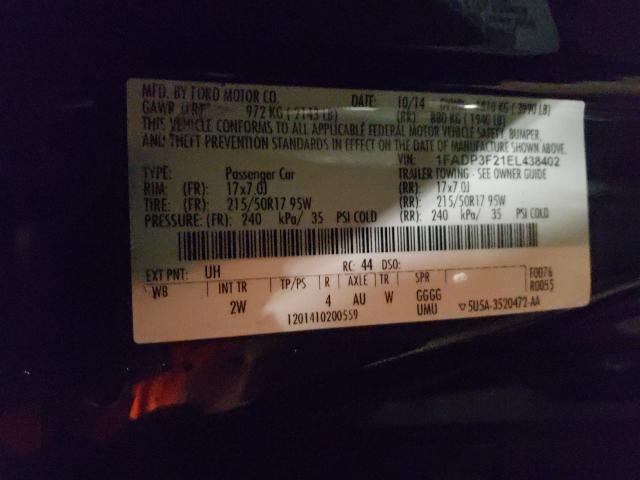 MFD. BY FORD MOTOR CO. DATE: 10/14
GAWR 972 KG ( 2143 LB) (RR) 880 KG ( 1940 LB)
THIS VEHICLE CONFORMS TO ALL APPLICABLE FEDERAL MOTOR VEHICLE SAFETY, BUMPER,
AND THEFT PREVENTION STANDARDS IN EFFECT ON THE DATE OF MANUFACTURE SHOWN ABOVE.
VIN: 1FADP3F21EL438402
TYPE: Passenger Car TRAILER TOWING - SEE OWNER GUIDE
RIM: (FR): 17x7.0J (RR): 17x7.0J
TIRE: (FR): 215/50R17 95W (RR): 215/50R17 95W
PRESSURE: (FR): 240 kPa/ 35 PSI COLD (RR): 240 kPa/ 35 PSI COLD
EXT PNT: UH RC: 44 DSO: F0076
WB INT TR TP/PS R AXLE TR SPR R0055
2W 4 AU W GGGG
1201410200559 UMU ▽ 5U5A-3520472-AA